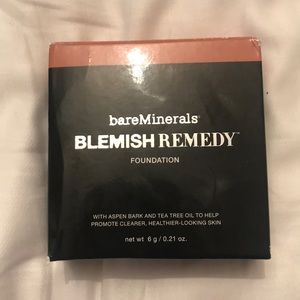 bareMinerals®
BLEMISH REMEDY™
FOUNDATION
WITH ASPEN BARK AND TEA TREE OIL TO HELP
PROMOTE CLEARER, HEALTHIER-LOOKING SKIN
net wt 6 g / 0.21 oz.